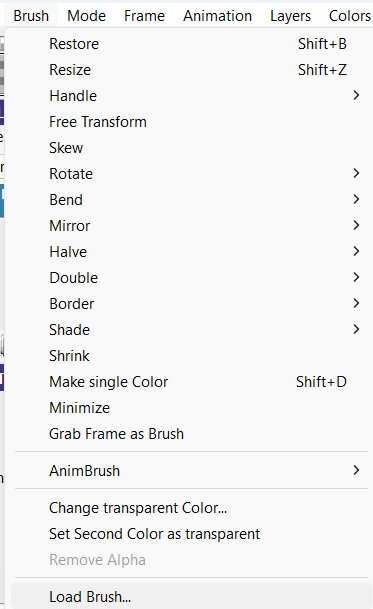 Brush Mode Frame Animation Layers Colors
Restore Shift+B
Resize Shift+Z
Handle
Free Transform
Skew
Rotate
Bend
Mirror
Halve
Double
Border
Shade
Shrink
Make single Color Shift+D
Minimize
Grab Frame as Brush
AnimBrush
Change transparent Color...
Set Second Color as transparent
Remove Alpha
Load Brush...